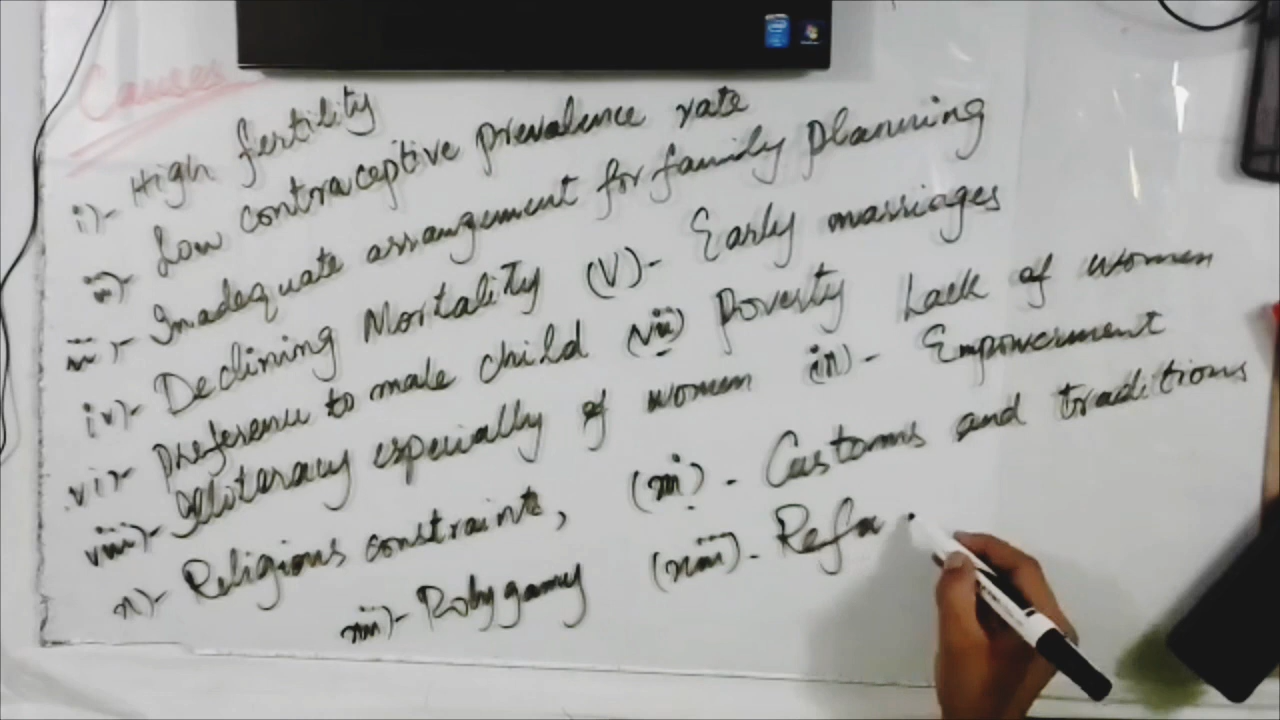 Causes
i)- High fertility
ii)- Low contraceptive prevalence rate
iii)- Inadequate arrangement for family planning
iv)- Declining Mortality (V)- Early marriages
vi)- preference to male child (vii) poverty
viii)- Illiteracy especially of women ix)- Lack of women Empowerment
x)- Religious constraints, (xi)- Customs and traditions
xii)- Polygamy (xiii)- Refu